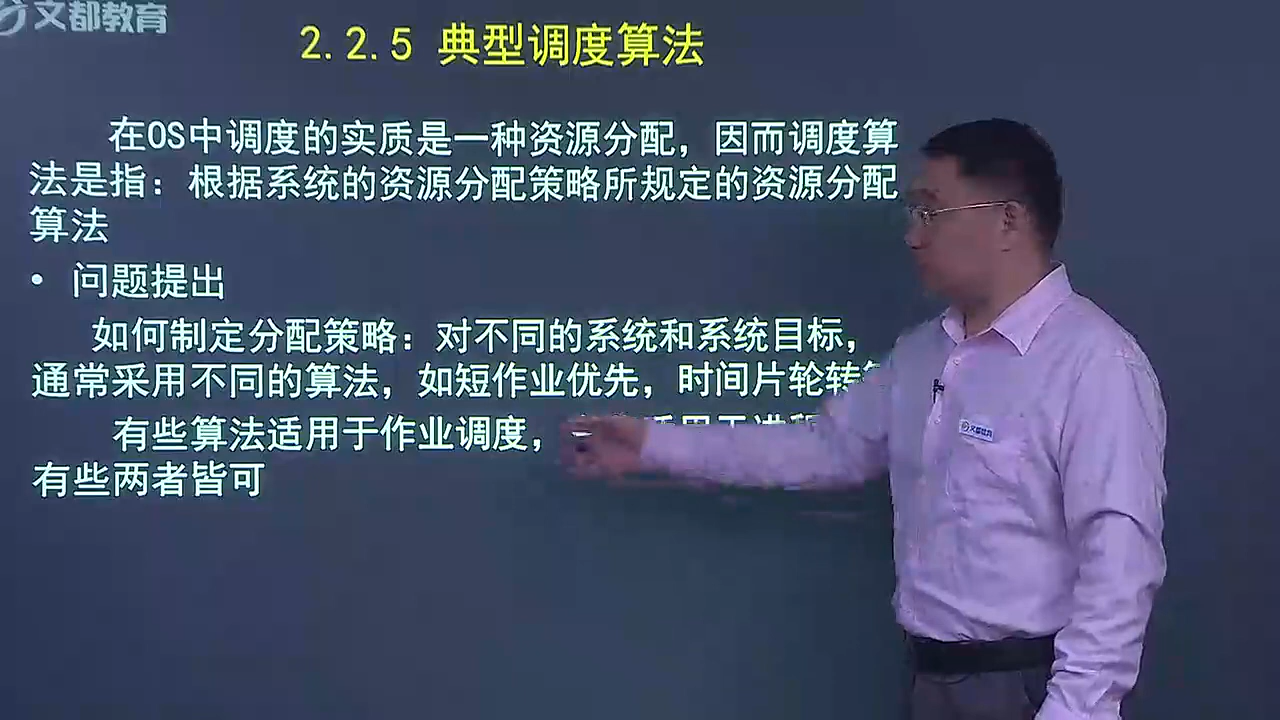 文都教育
2.2.5 典型调度算法
在OS中调度的实质是一种资源分配，因而调度算
法是指：根据系统的资源分配策略所规定的资源分配
算法
• 问题提出
如何制定分配策略：对不同的系统和系统目标，
通常采用不同的算法，如短作业优先，时间片轮转
有些算法适用于作业调度，
有些两者皆可
文都教育